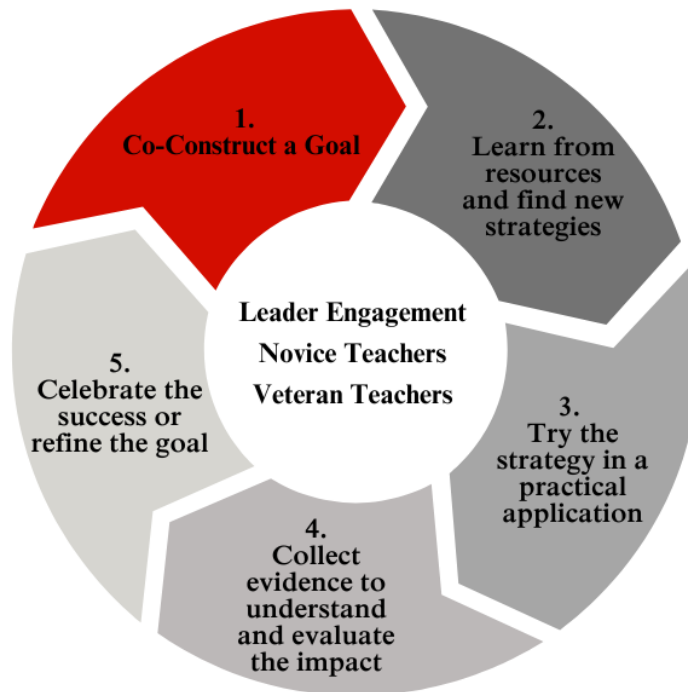 1.
Co-Construct a Goal
2.
Learn from
resources
and find new
strategies
3.
Try the
strategy in a
practical
application
4.
Collect
evidence to
understand
and evaluate
the impact
5.
Celebrate the
success or
refine the goal
Leader Engagement
Novice Teachers
Veteran Teachers